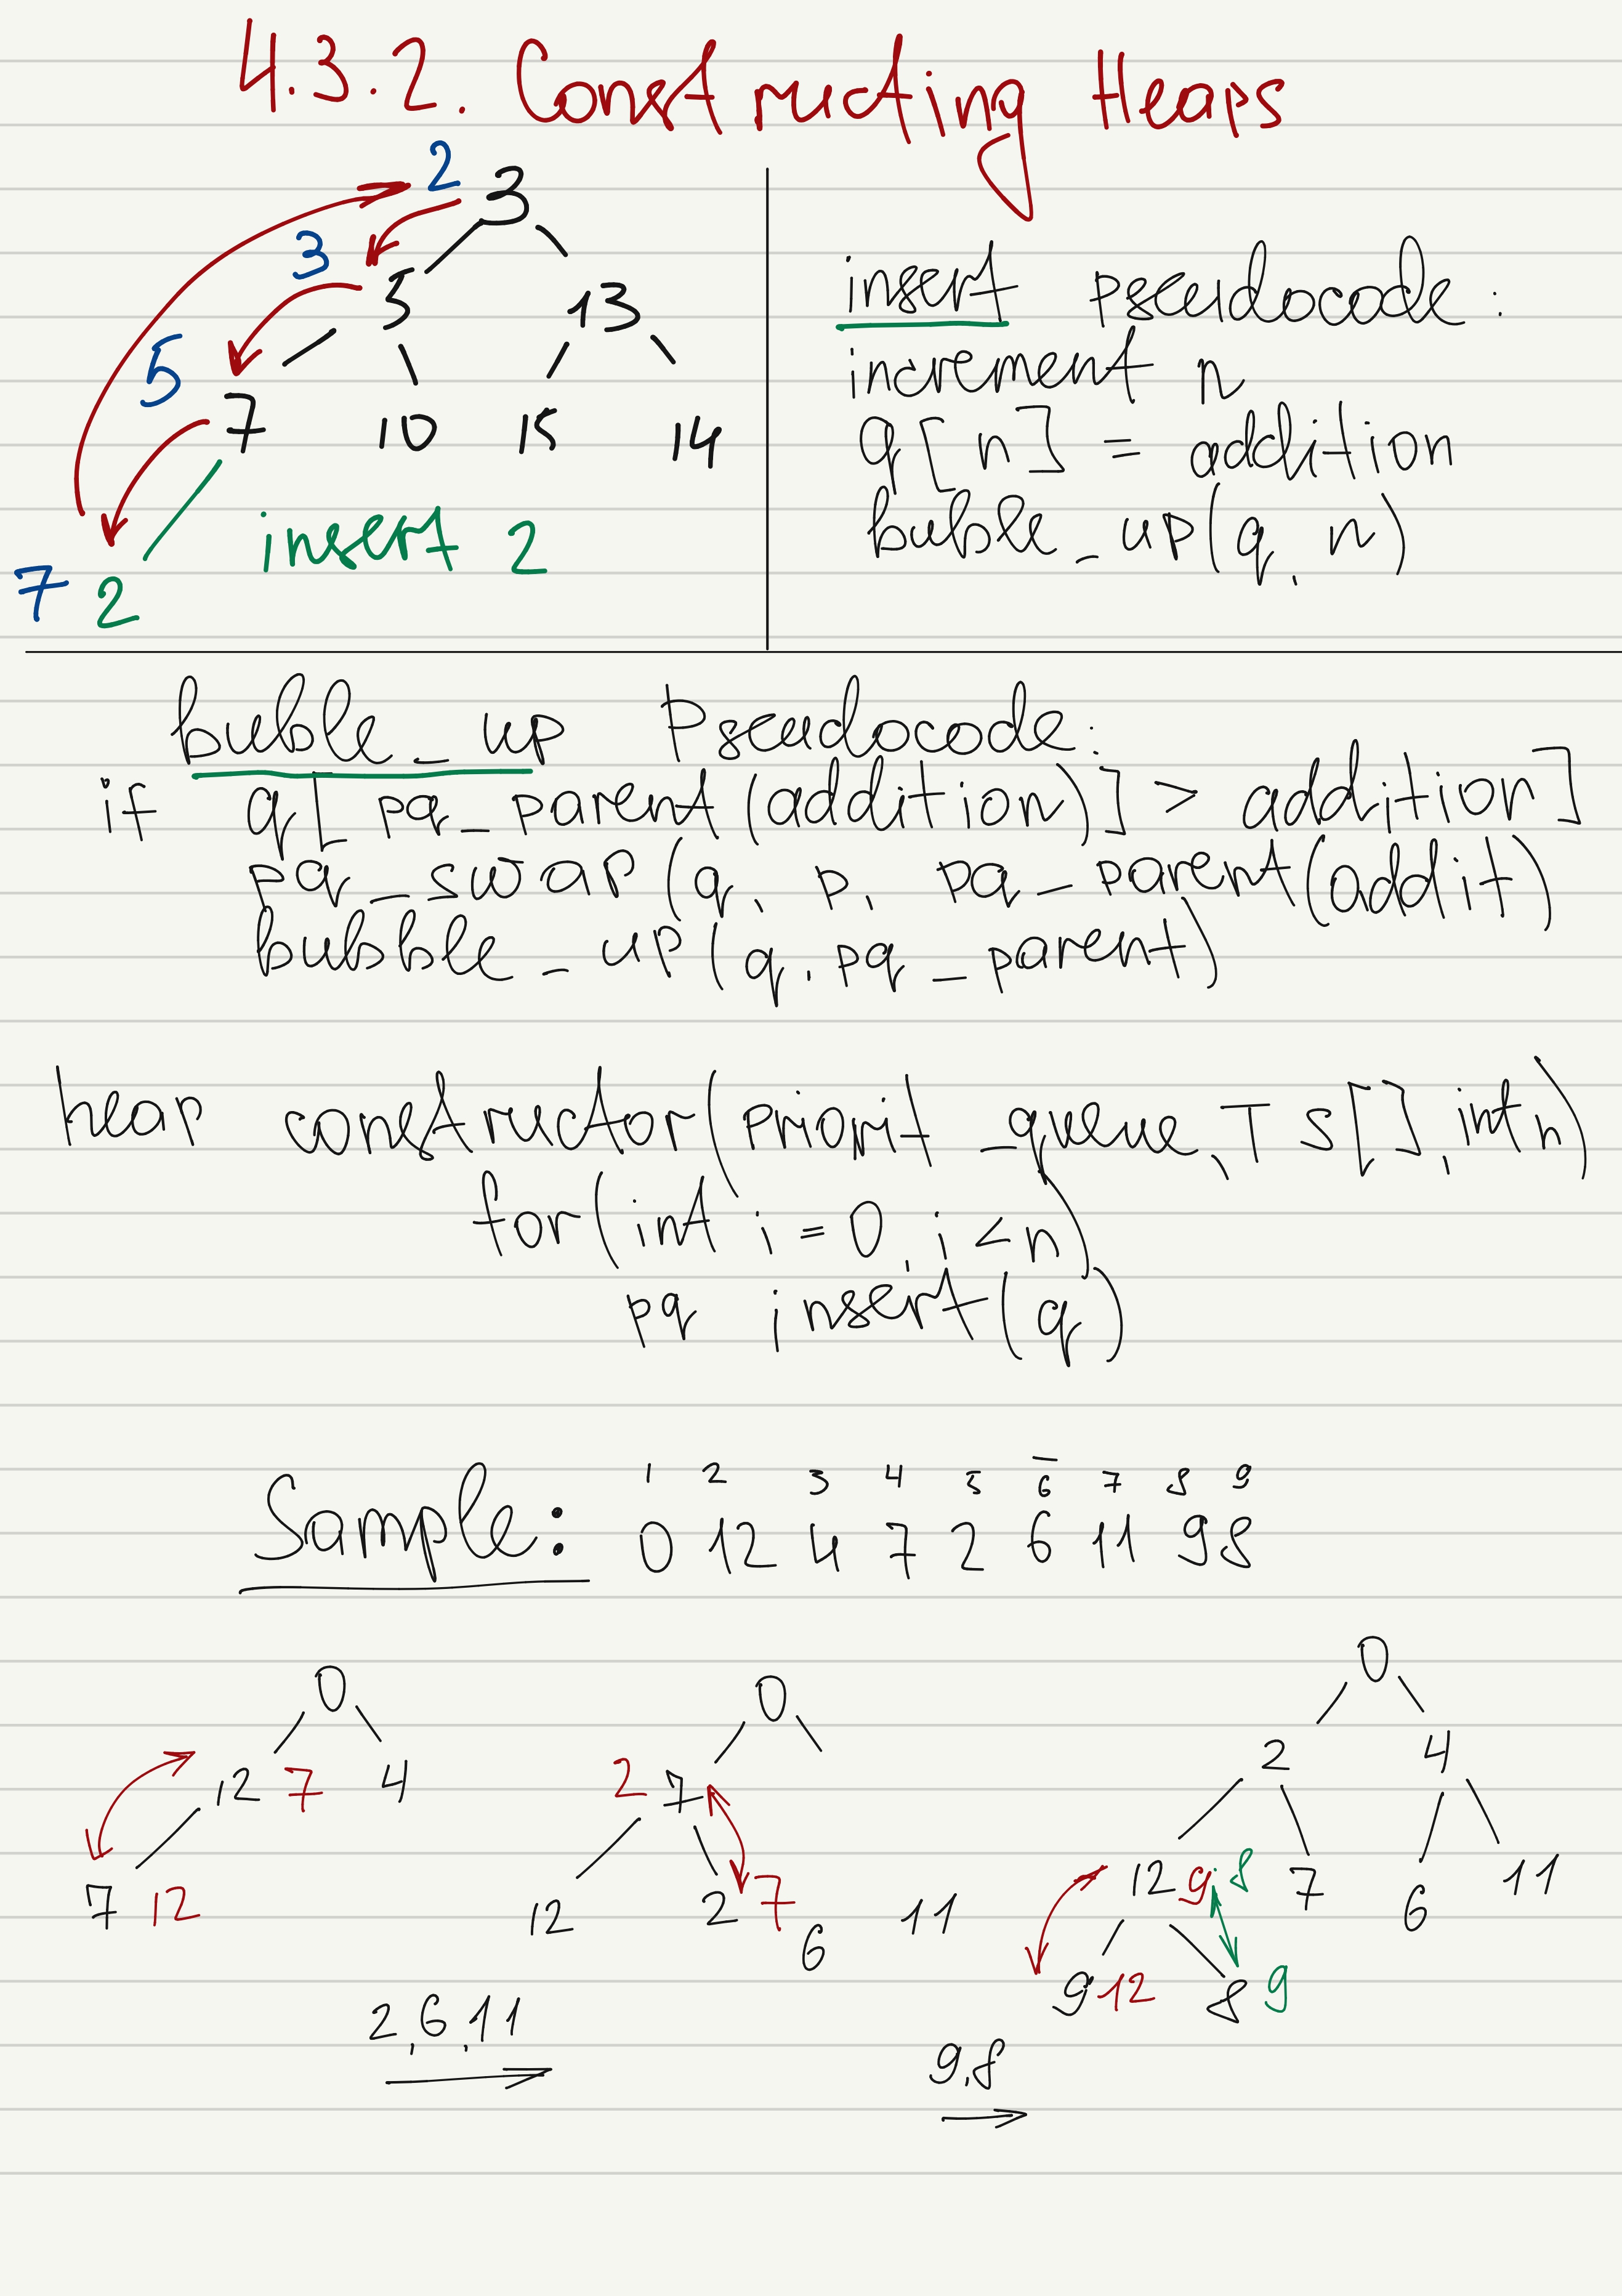 4.3.2. Constructing Heaps
2 3
3 5 13
5 7 10 15 14
7 2 insert 2
insert pseudocode:
increment n
q[n] = addition
buble_up(q, n)
buble_up Pseudocode:
if q[pq_parent(addition)] > addition]
pq_swap(q, p, pq_parent(addit)
bubble_up(q, pq_parent)
heap constructor(priorit_queue, T S[], int n)
for(int i = 0, i < n)
pq insert(q)
1 2 3 4 5 6 7 8 9
Sample: 0 12 4 7 2 6 11 9 8
0
12 7 4
7 12
2, 6, 11
0
2 7
12 2 7 6 11
9, 8
0
2 4
12 9 8 7 6 11
9 12 8 9